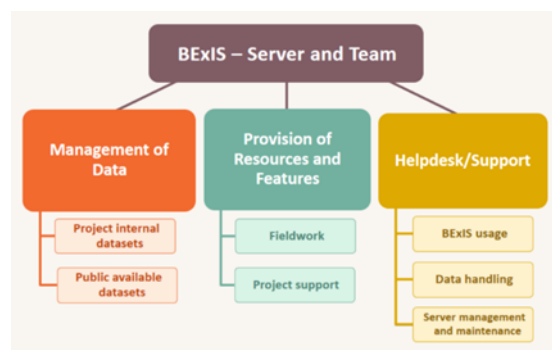 BExIS – Server and Team
Management of
Data
Provision of
Resources and
Features
Helpdesk/Support
Project internal
datasets
Public available
datasets
Fieldwork
Project support
BExIS usage
Data handling
Server management
and maintenance